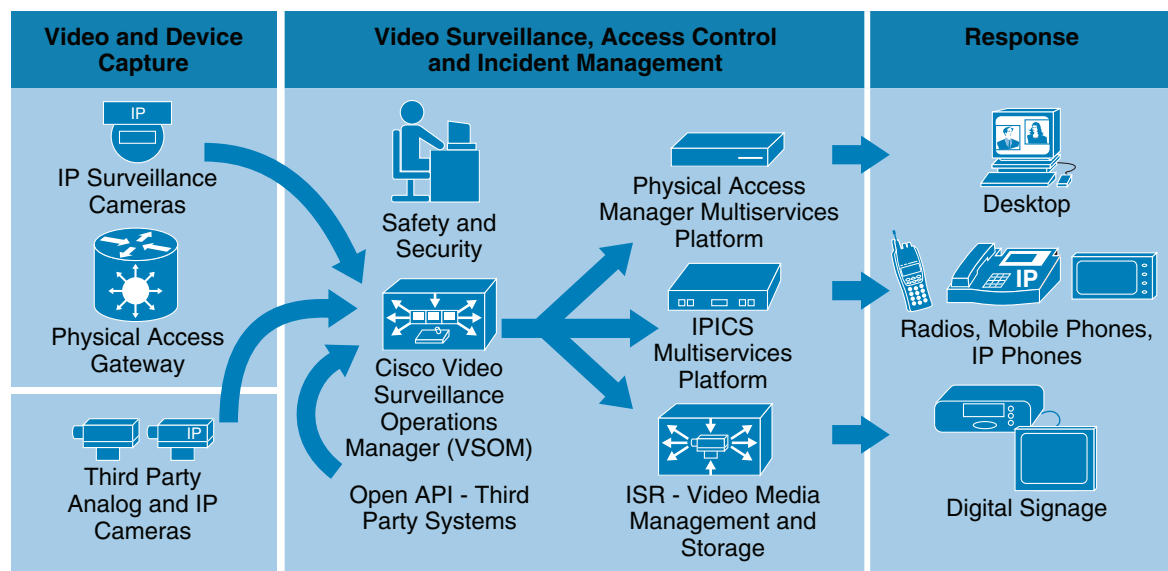 Video and Device
Capture
Video Surveillance, Access Control
and Incident Management
Response
IP
IP Surveillance
Cameras
Physical Access
Gateway
IP
Third Party
Analog and IP
Cameras
Safety and
Security
Cisco Video
Surveillance
Operations
Manager (VSOM)
Open API - Third
Party Systems
Physical Access
Manager Multiservices
Platform
IPICS
Multiservices
Platform
ISR - Video Media
Management and
Storage
Desktop
IP
Radios, Mobile Phones,
IP Phones
Digital Signage